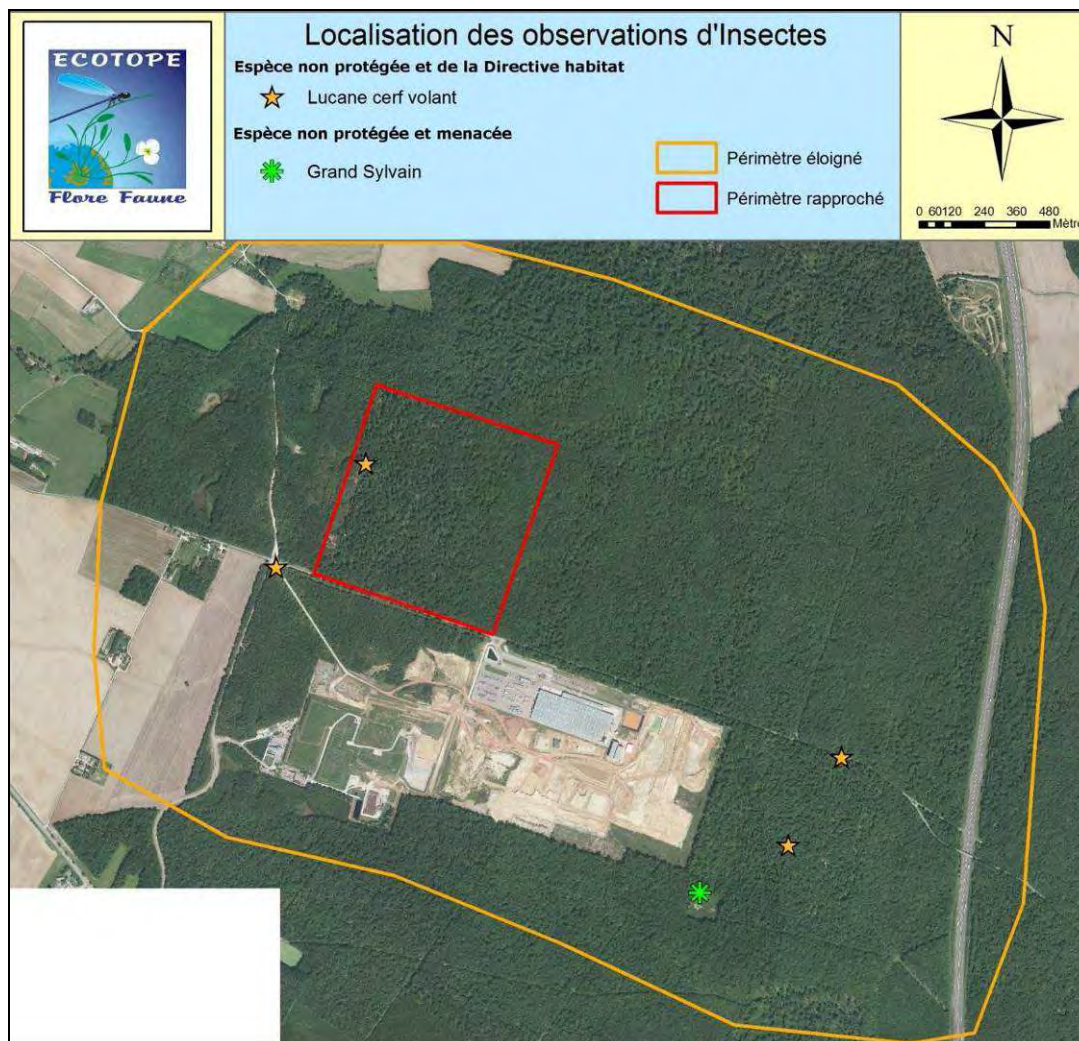 ECOTOPE
Flore Faune
Localisation des observations d'Insectes
Espèce non protégée et de la Directive habitat
Lucane cerf volant
Espèce non protégée et menacée
Grand Sylvain
Périmètre éloigné
Périmètre rapproché
N
0 60120 240 360 480
Mètre